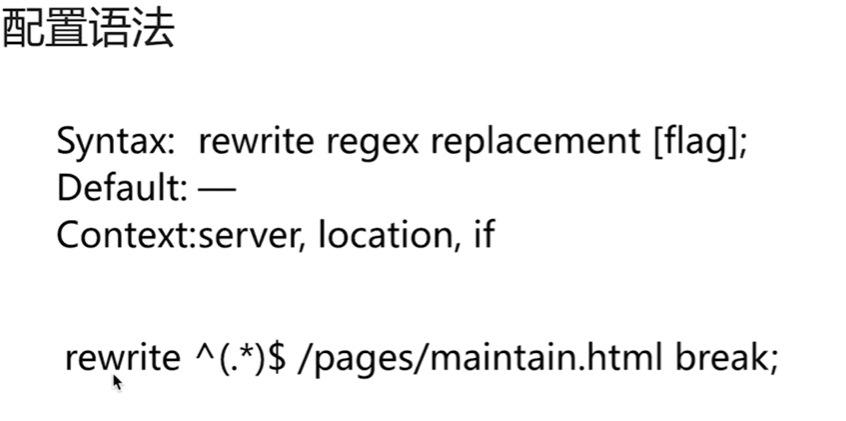 配置语法
Syntax: rewrite regex replacement [flag];
Default: —
Context:server, location, if
rewrite ^(.*)$ /pages/maintain.html break;